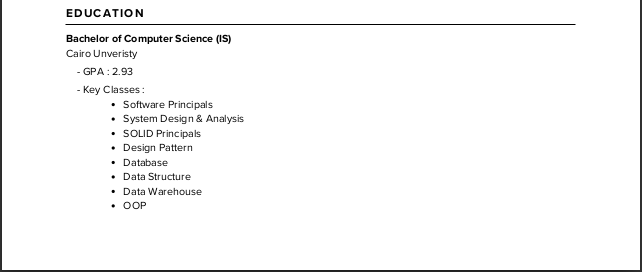 EDUCATION
Bachelor of Computer Science (IS)
Cairo Unveristy
- GPA : 2.93
- Key Classes :
• Software Principals
• System Design & Analysis
• SOLID Principals
• Design Pattern
• Database
• Data Structure
• Data Warehouse
• OOP